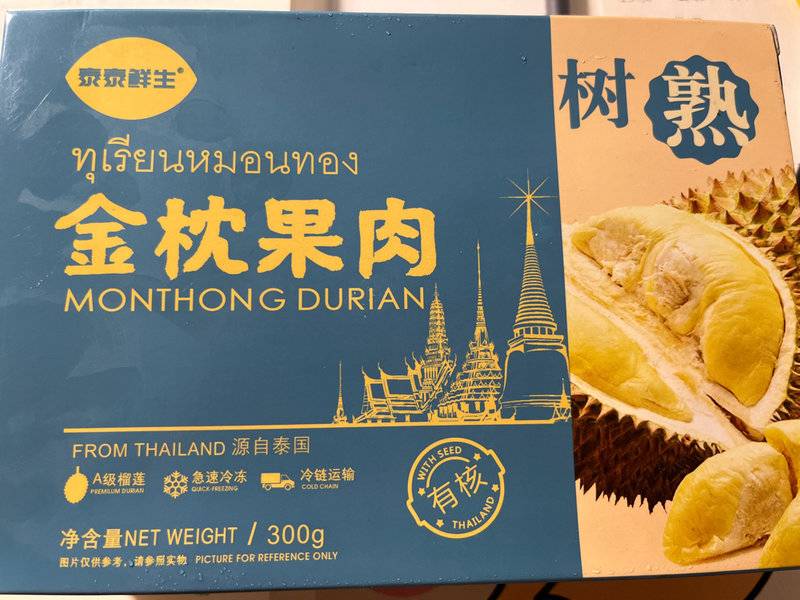 泰泰鲜生®
树熟
ทุเรียนหมอนทอง
金枕果肉
MONTHONG DURIAN
FROM THAILAND 源自泰国
A级榴莲
PREMIUM DURIAN
急速冷冻
QUICK-FREEZING
冷链运输
COLD CHAIN
WITH SEED
有核
THAILAND
净含量NET WEIGHT / 300g
图片仅供参考，请参照实物 PICTURE FOR REFERENCE ONLY